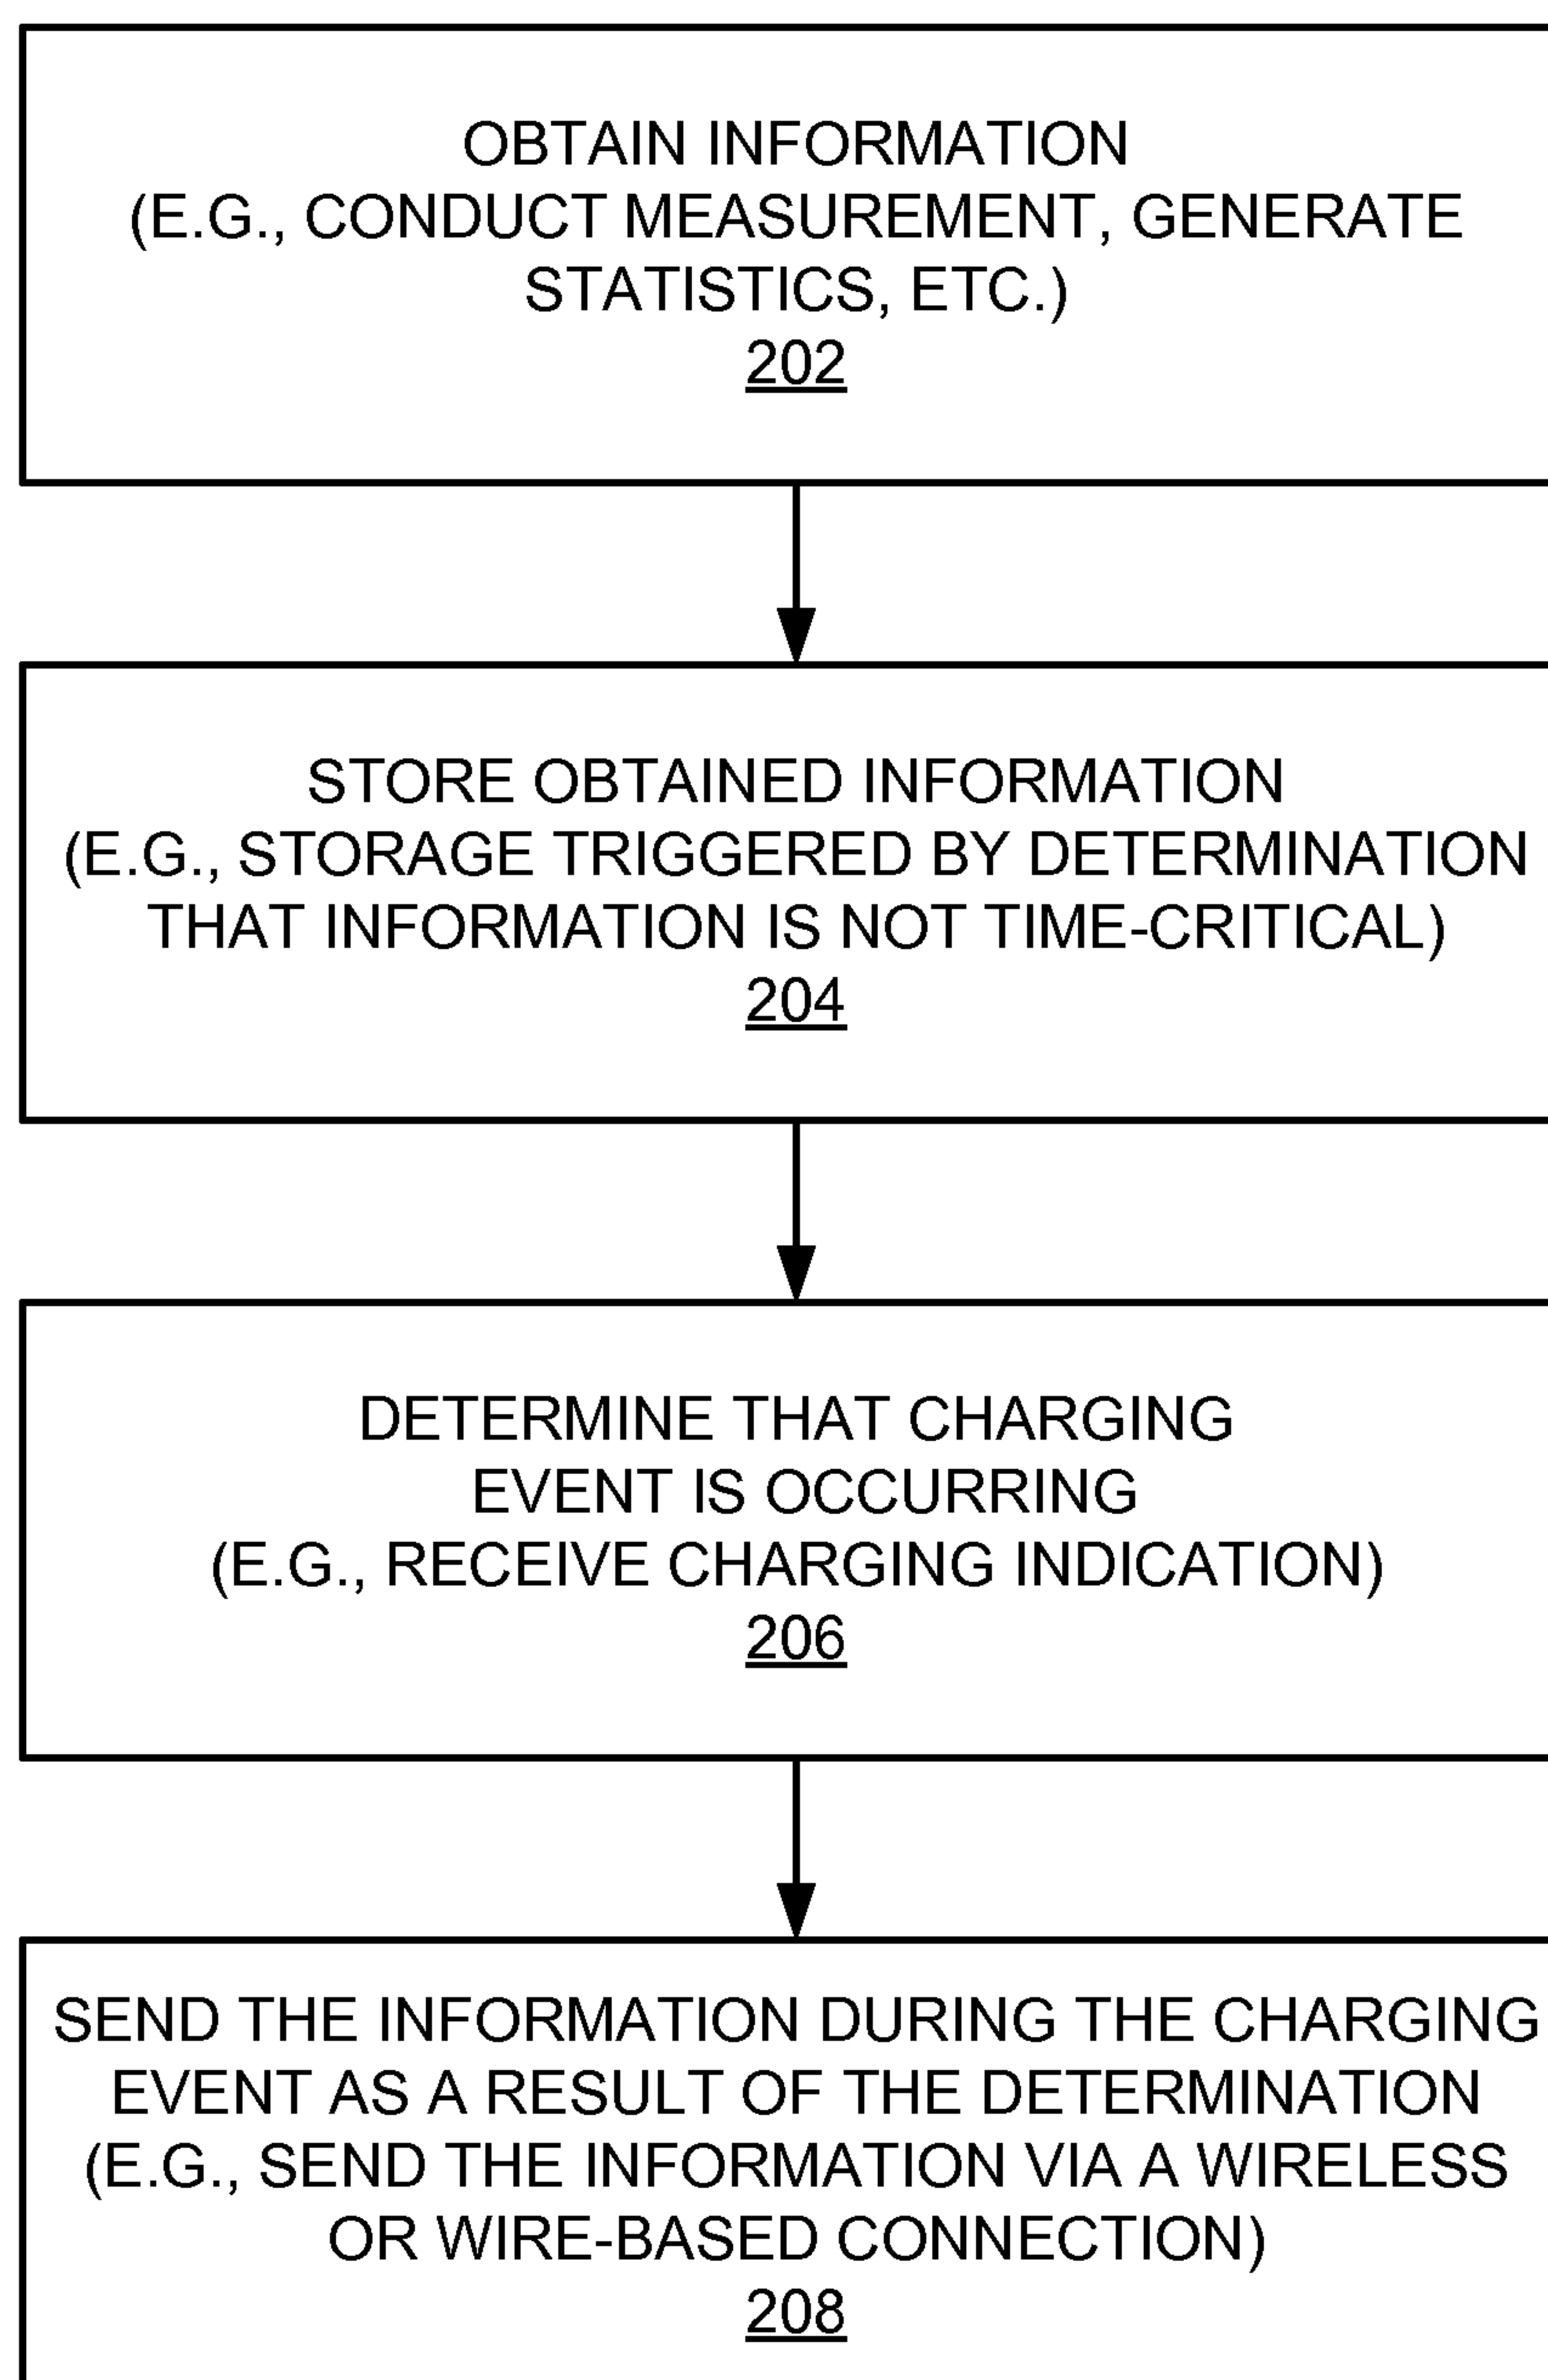 OBTAIN INFORMATION
(E.G., CONDUCT MEASUREMENT, GENERATE
STATISTICS, ETC.)
202
STORE OBTAINED INFORMATION
(E.G., STORAGE TRIGGERED BY DETERMINATION
THAT INFORMATION IS NOT TIME-CRITICAL)
204
DETERMINE THAT CHARGING
EVENT IS OCCURRING
(E.G., RECEIVE CHARGING INDICATION)
206
SEND THE INFORMATION DURING THE CHARGING
EVENT AS A RESULT OF THE DETERMINATION
(E.G., SEND THE INFORMATION VIA A WIRELESS
OR WIRE-BASED CONNECTION)
208